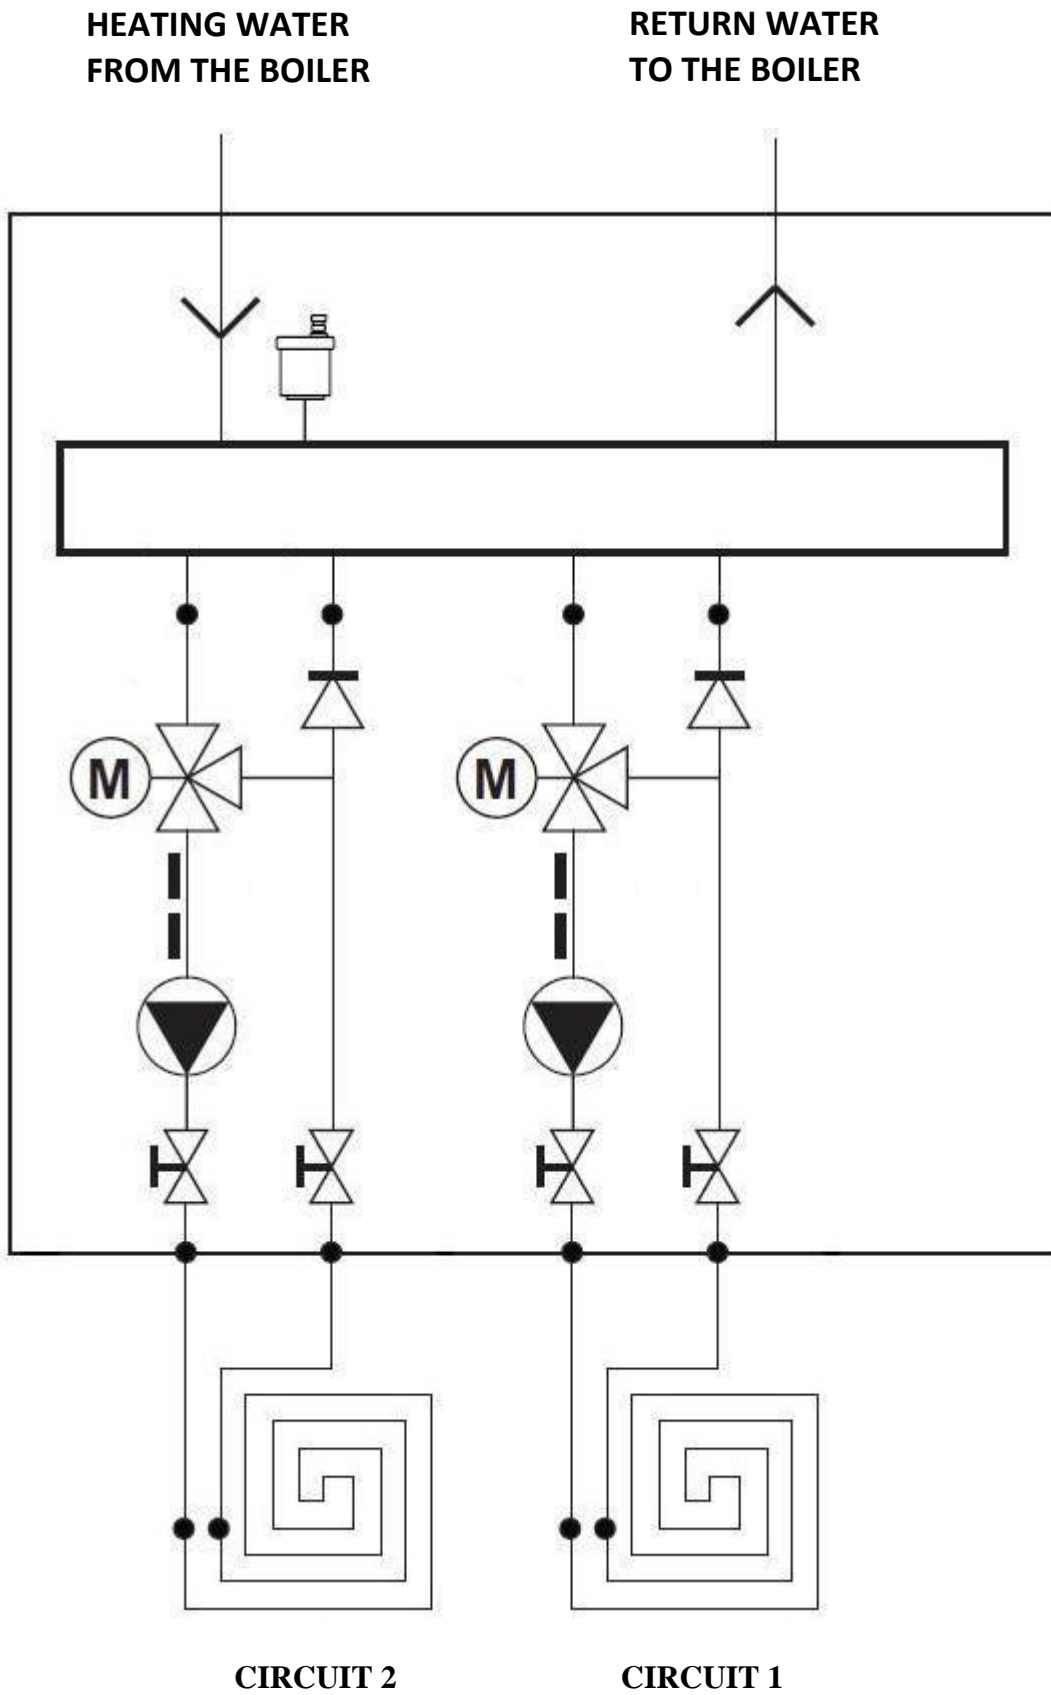 HEATING WATER
FROM THE BOILER
RETURN WATER
TO THE BOILER
M
M
CIRCUIT 2
CIRCUIT 1